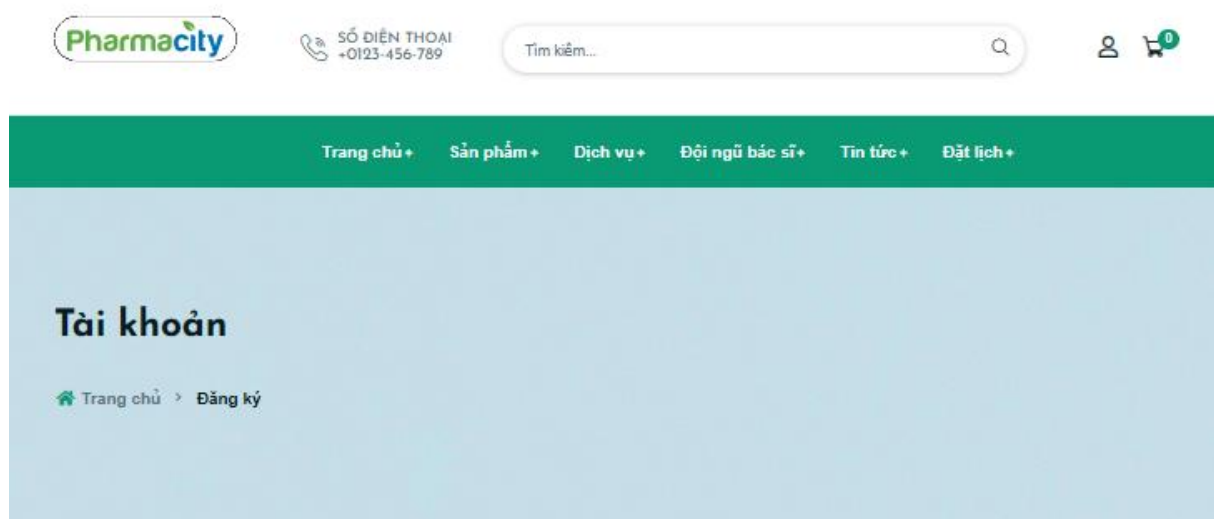 Pharmacity
SỐ ĐIỆN THOẠI
+0123-456-789
Tìm kiếm...
0
Trang chủ+ Sản phẩm+ Dịch vụ+ Đội ngũ bác sĩ+ Tin tức+ Đặt lịch+
Tài khoản
Trang chủ > Đăng ký